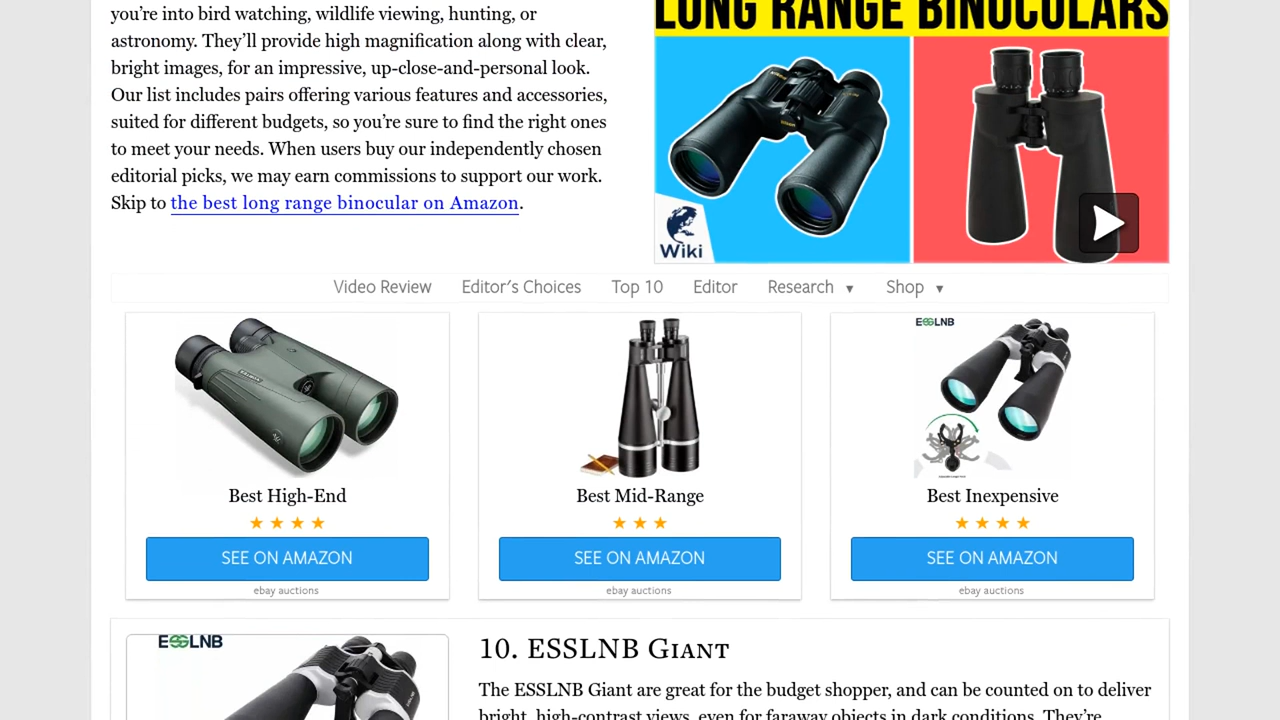 you’re into bird watching, wildlife viewing, hunting, or
astronomy. They’ll provide high magnification along with clear,
bright images, for an impressive, up-close-and-personal look.
Our list includes pairs offering various features and accessories,
suited for different budgets, so you’re sure to find the right ones
to meet your needs. When users buy our independently chosen
editorial picks, we may earn commissions to support our work.
Skip to the best long range binocular on Amazon.
LONG RANGE BINOCULARS
Wiki
Video Review Editor’s Choices Top 10 Editor Research ▼ Shop ▼
ESSLNB
Best High-End
★ ★ ★ ★
SEE ON AMAZON
ebay auctions
Best Mid-Range
★ ★ ★
SEE ON AMAZON
ebay auctions
Best Inexpensive
★ ★ ★ ★
SEE ON AMAZON
ebay auctions
ESSLNB
10. ESSLNB Giant
The ESSLNB Giant are great for the budget shopper, and can be counted on to deliver
bright, high-contrast views, even for faraway objects in dark conditions. They’re